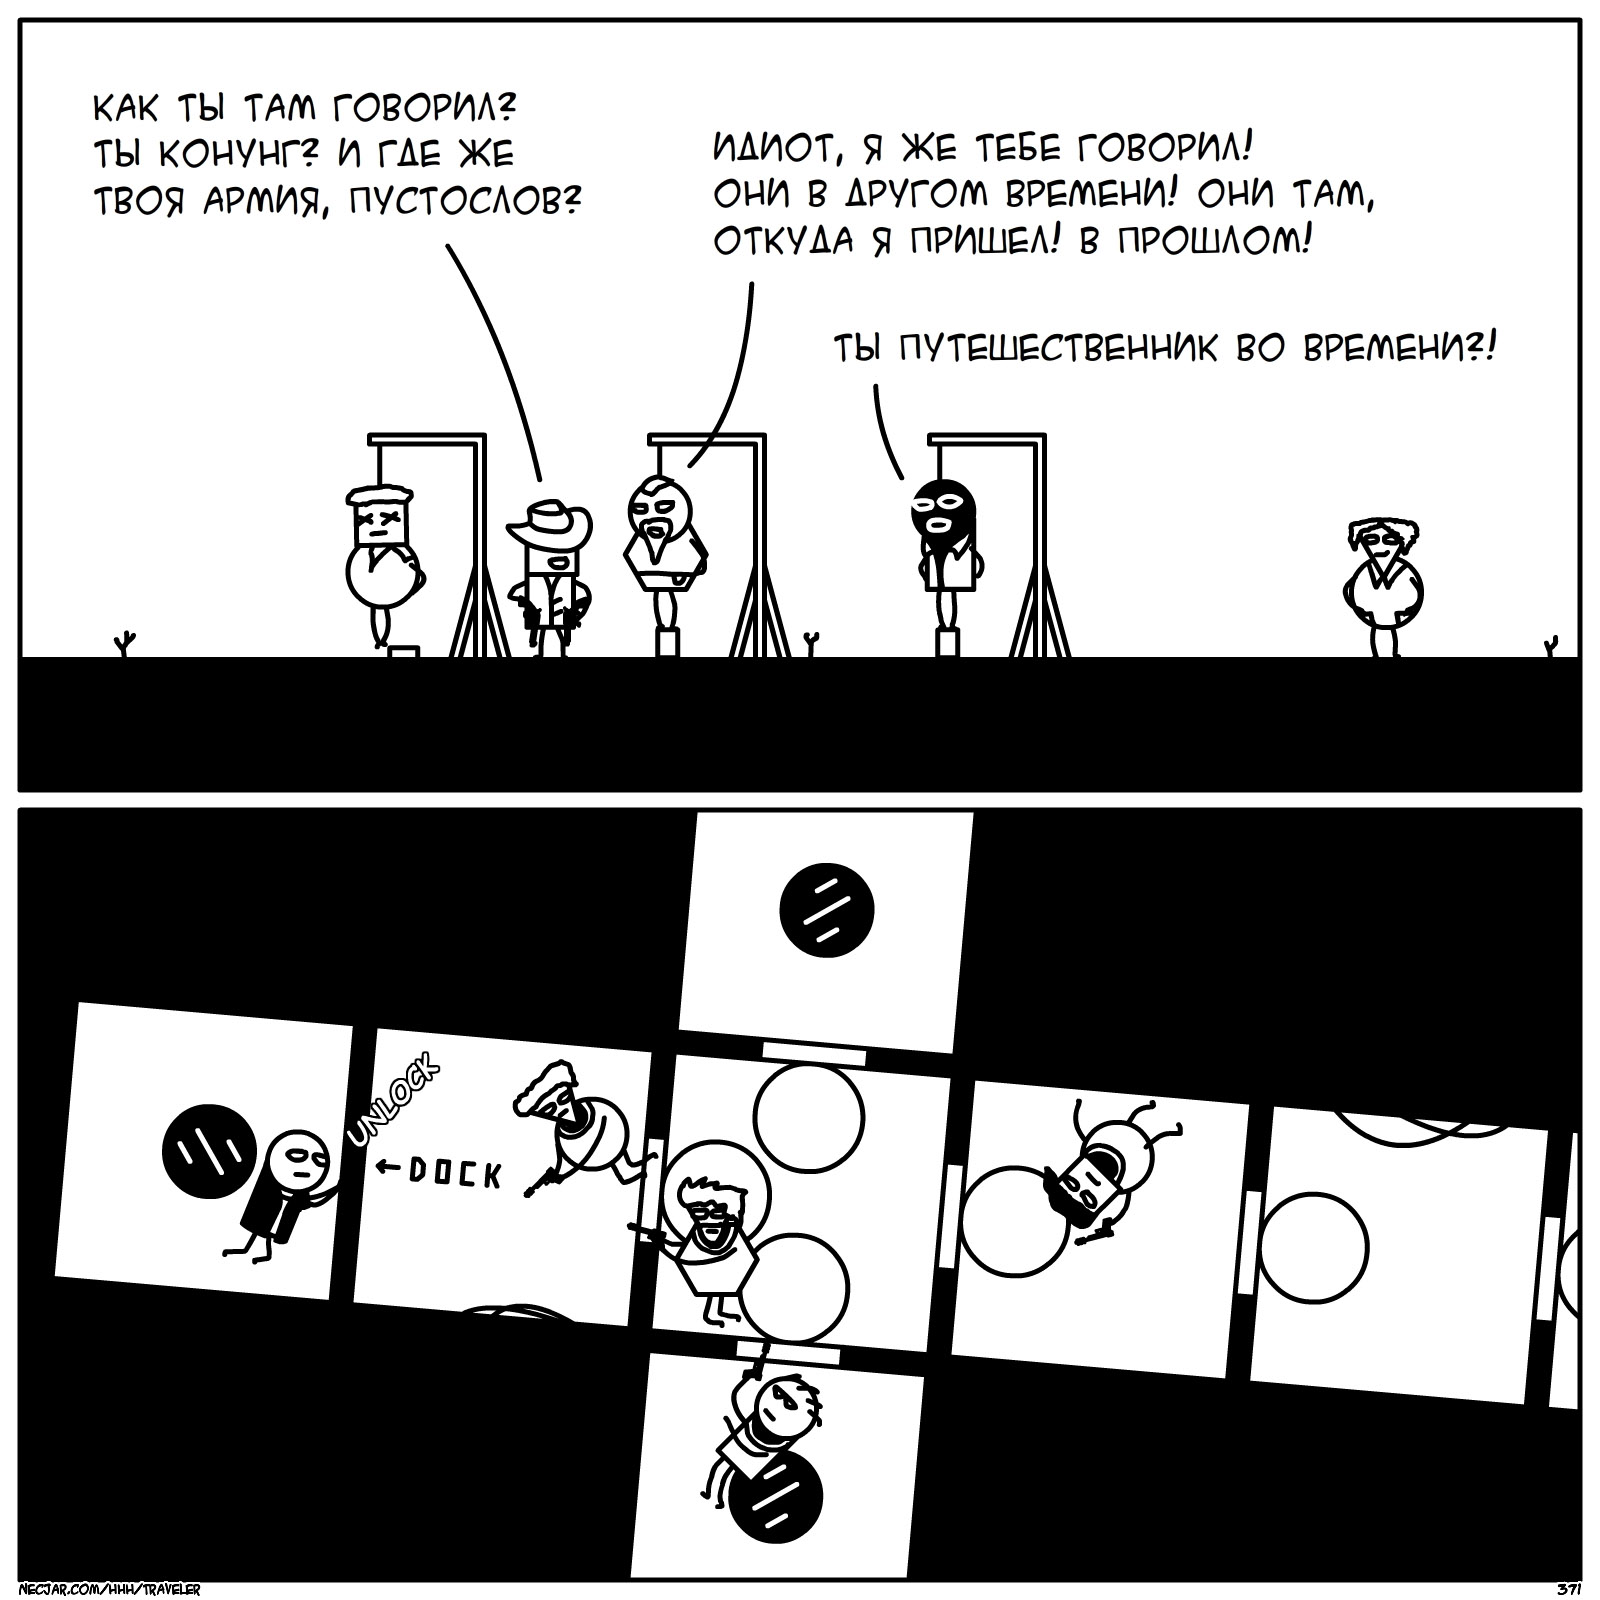 КАК ТЫ ТАМ ГОВОРИЛ?
ТЫ КОНУНГ? И ГДЕ ЖЕ
ТВОЯ АРМИЯ, ПУСТОСЛОВ?
ИДИОТ, Я ЖЕ ТЕБЕ ГОВОРИЛ!
ОНИ В ДРУГОМ ВРЕМЕНИ! ОНИ ТАМ,
ОТКУДА Я ПРИШЕЛ! В ПРОШЛОМ!
ТЫ ПУТЕШЕСТВЕННИК ВО ВРЕМЕНИ?!
UNLOCK
←DOCK
NECJAR.COM/HHH/TRAVELER
371